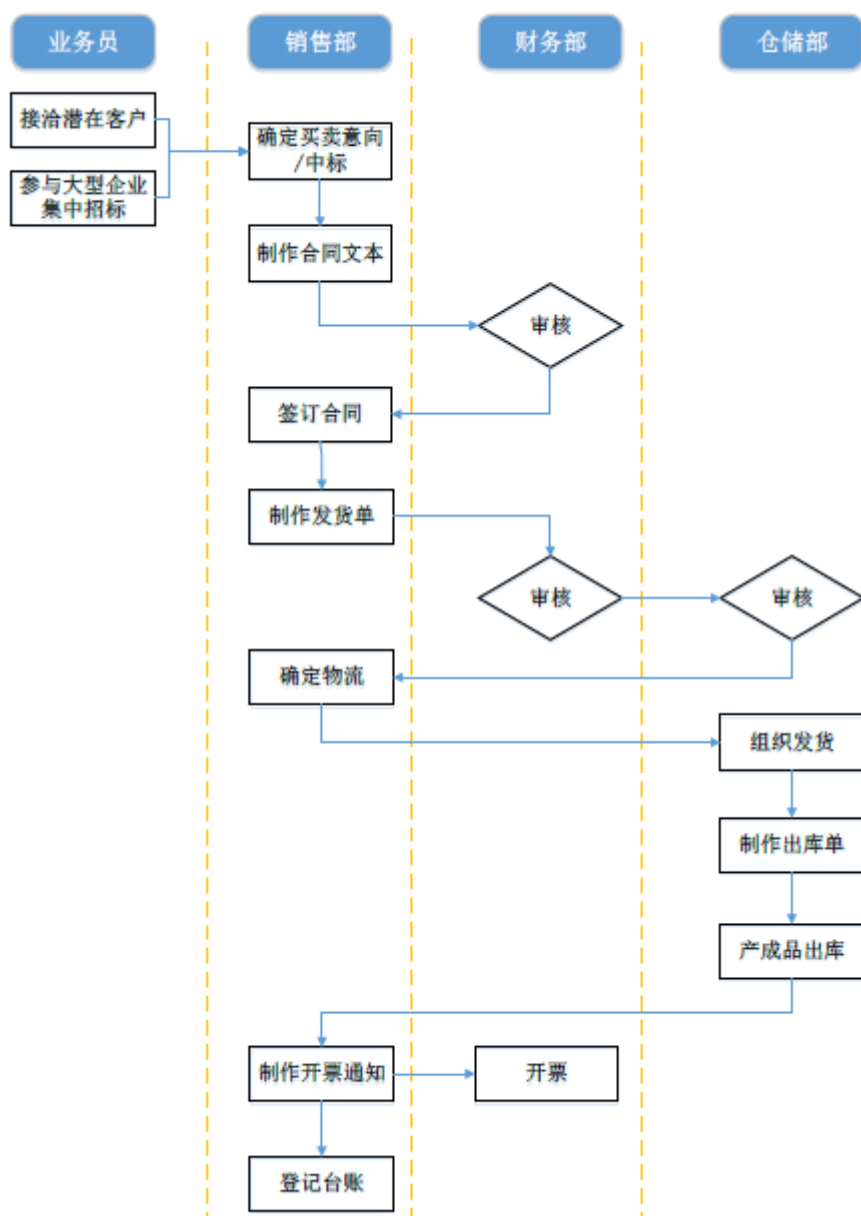 业务员
销售部
财务部
仓储部
接洽潜在客户
确定买卖意向
/中标
参与大型企业
集中招标
制作合同文本
审核
签订合同
制作发货单
审核
审核
确定物流
组织发货
制作出库单
产成品出库
制作开票通知
开票
登记台账